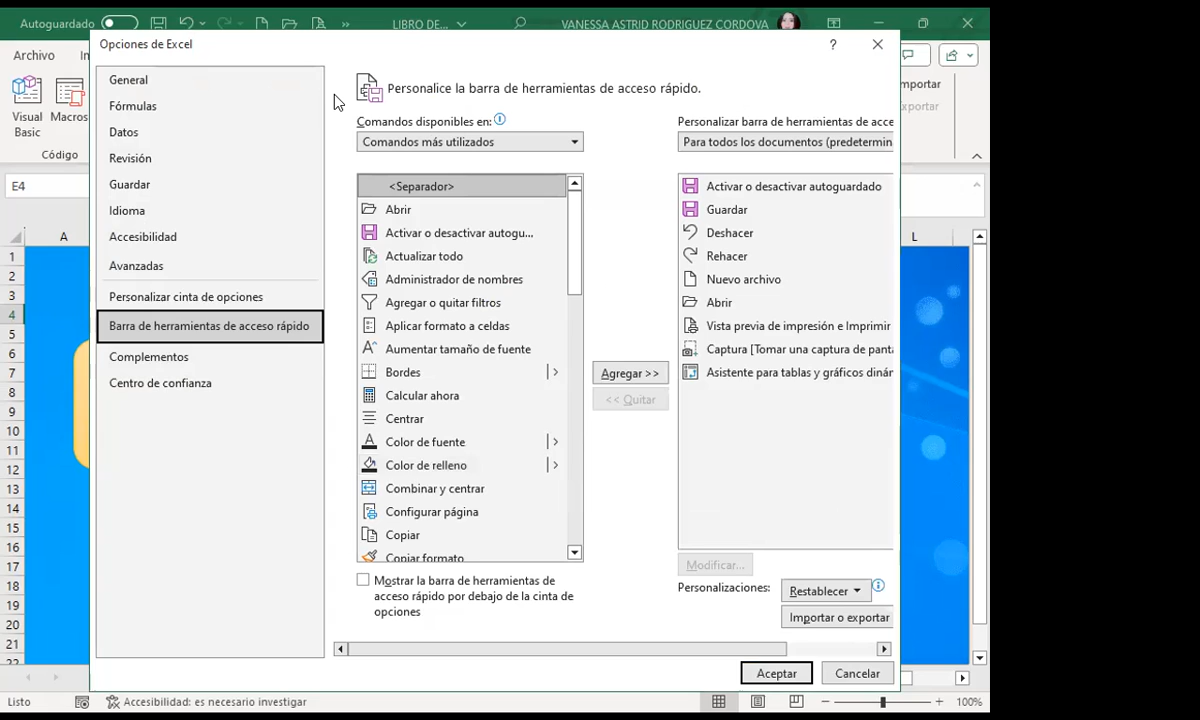 Autoguardado
LIBRO DE...
VANESSA ASTRID RODRIGUEZ CORDOVA
Archivo
Visual Basic
Macros
Código
E4
Opciones de Excel
General
Fórmulas
Datos
Revisión
Guardar
Idioma
Accesibilidad
Avanzadas
Personalizar cinta de opciones
Barra de herramientas de acceso rápido
Complementos
Centro de confianza
Personalice la barra de herramientas de acceso rápido.
Comandos disponibles en:
Comandos más utilizados
<Separador>
Abrir
Activar o desactivar autogu...
Actualizar todo
Administrador de nombres
Agregar o quitar filtros
Aplicar formato a celdas
Aumentar tamaño de fuente
Bordes
Calcular ahora
Centrar
Color de fuente
Color de relleno
Combinar y centrar
Configurar página
Copiar
Copiar formato
Mostrar la barra de herramientas de
acceso rápido por debajo de la cinta de
opciones
Agregar >>
<< Quitar
Personalizar barra de herramientas de acce
Para todos los documentos (predetermin
Activar o desactivar autoguardado
Guardar
Deshacer
Rehacer
Nuevo archivo
Abrir
Vista previa de impresión e Imprimir
Captura [Tomar una captura de panta
Asistente para tablas y gráficos dinár
Modificar...
Personalizaciones:
Restablecer
Importar o exportar
Aceptar
Cancelar
portar
portar
A
L
1
2
3
4
5
6
7
8
9
10
11
12
13
14
15
16
17
18
19
20
21
22
Listo
Accesibilidad: es necesario investigar
100%